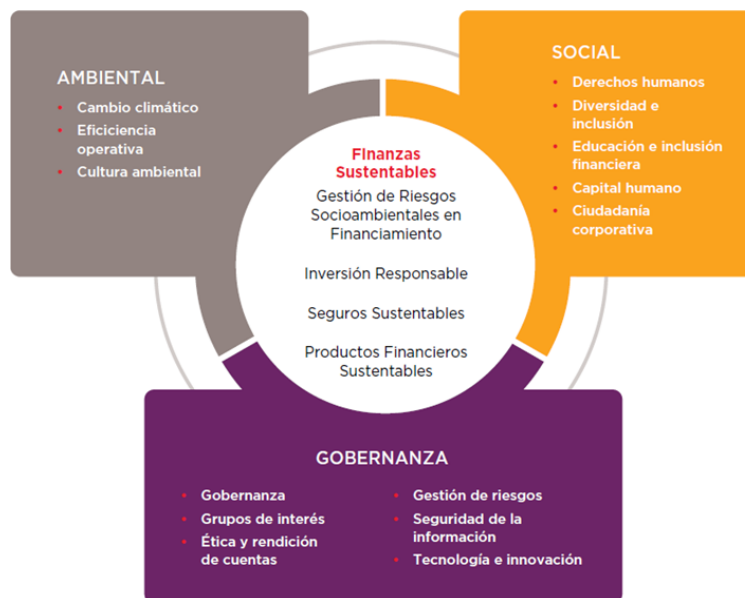 AMBIENTAL
Cambio climático
Eficiciencia
operativa
Cultura ambiental
SOCIAL
Derechos humanos
Diversidad e
inclusión
Educación e inclusión
financiera
Capital humano
Ciudadanía
corporativa
Finanzas
Sustentables
Gestión de Riesgos
Socioambientales en
Financiamiento
Inversión Responsable
Seguros Sustentables
Productos Financieros
Sustentables
GOBERNANZA
Gobernanza
Grupos de interés
Ética y rendición
de cuentas
Gestión de riesgos
Seguridad de la
información
Tecnología e innovación